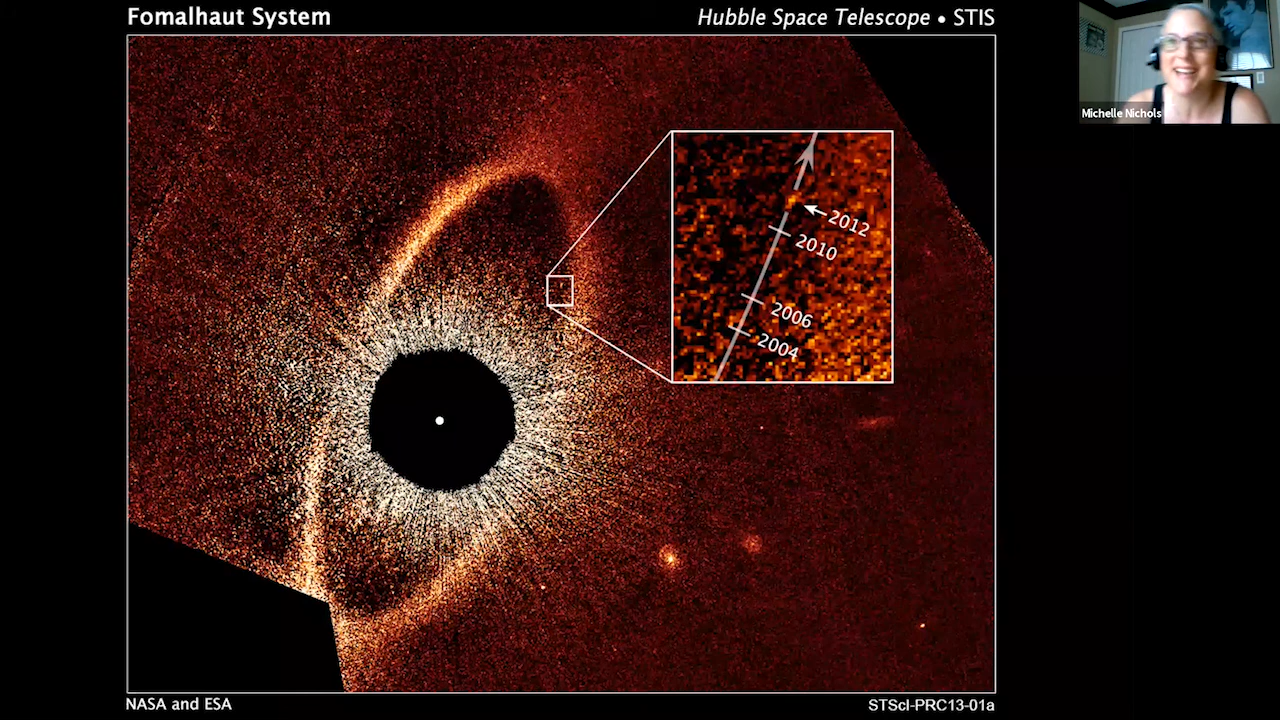 Fomalhaut System
Hubble Space Telescope • STIS
Michelle Nichols
2012
2010
2006
2004
NASA and ESA
STScI-PRC13-01a